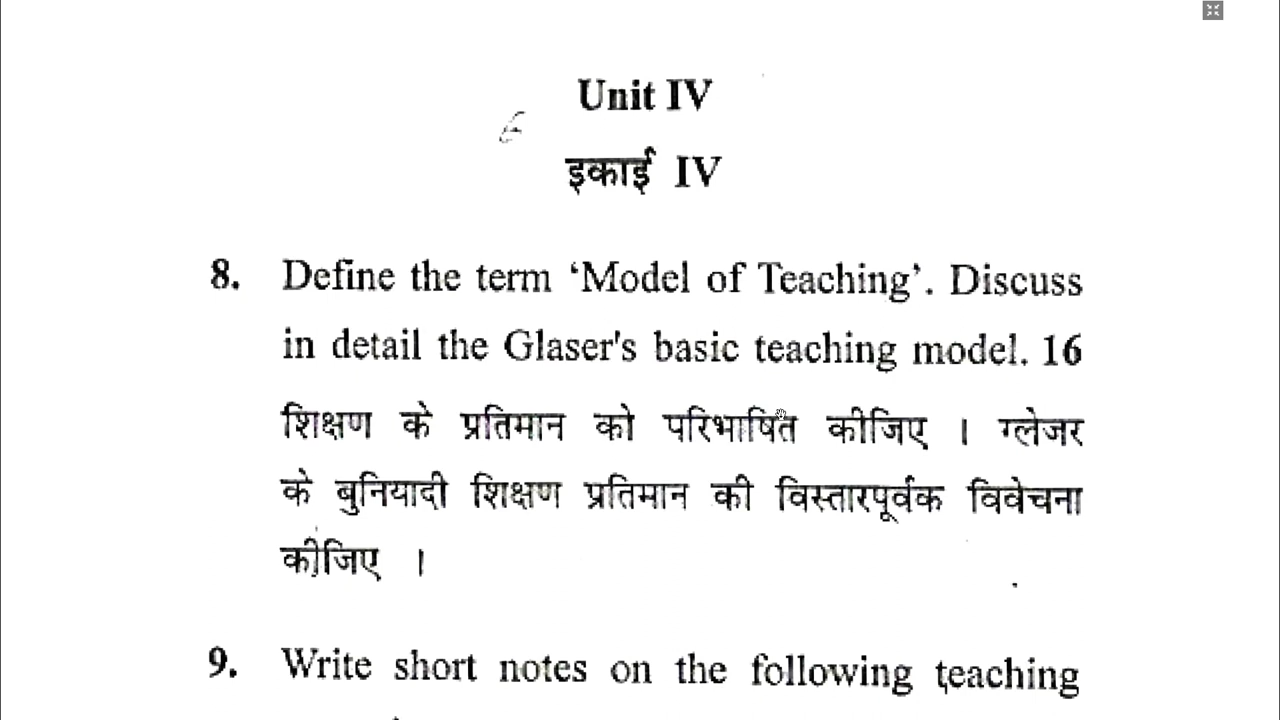 Unit IV
इकाई IV
8. Define the term ‘Model of Teaching’. Discuss
in detail the Glaser's basic teaching model. 16
शिक्षण के प्रतिमान को परिभाषित कीजिए । ग्लेजर
के बुनियादी शिक्षण प्रतिमान की विस्तारपूर्वक विवेचना
कीजिए ।
9. Write short notes on the following teaching